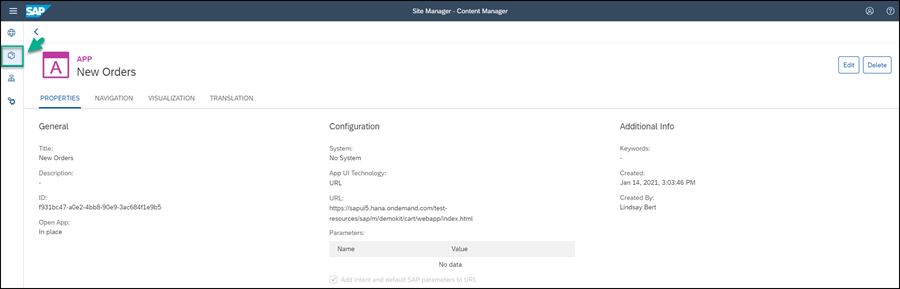 SAP
Site Manager - Content Manager
A
APP
New Orders
Edit
Delete
PROPERTIES
NAVIGATION
VISUALIZATION
TRANSLATION
General
Title:
New Orders
Description:
-
ID:
f931bc47-a0e2-4bb8-90e9-3ac684f1e9b5
Open App:
In place
Configuration
System:
No System
App UI Technology:
URL
URL:
https://sapui5.hana.ondemand.com/test-
resources/sap/m/demokit/cart/webapp/index.html
Parameters:
Name Value
No data
Add intent and default SAP parameters to URL
Additional Info
Keywords:
-
Created:
Jan 14, 2021, 3:03:46 PM
Created By:
Lindsay Bert